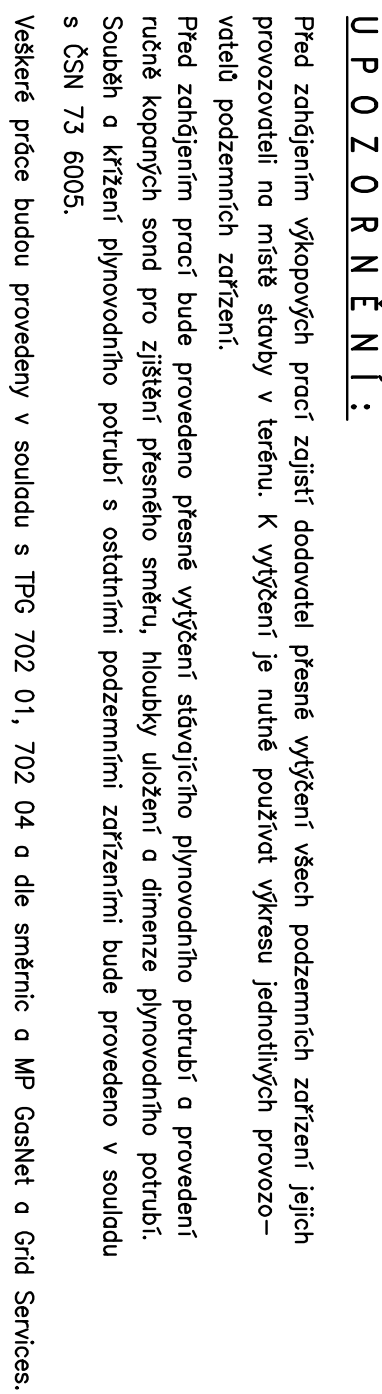 UPOZORNĚNÍ:
Před zahájením výkopových prací zajistí dodavatel přesné vytýčení všech podzemních zařízení jejich
provozovateli na místě stavby v terénu. K vytýčení je nutné používat výkresu jednotlivých provozo-
vatelů podzemních zařízení.
Před zahájením prací bude provedeno přesné vytýčení stávajícího plynovodního potrubí a provedení
ručně kopaných sond pro zjištění přesného směru, hloubky uložení a dimenze plynovodního potrubí.
Souběh a křížení plynovodního potrubí s ostatními podzemními zařízeními bude provedeno v souladu
s ČSN 73 6005.
Veškeré práce budou provedeny v souladu s TPG 702 01, 702 04 a dle směrnic a MP GasNet a Grid Services.